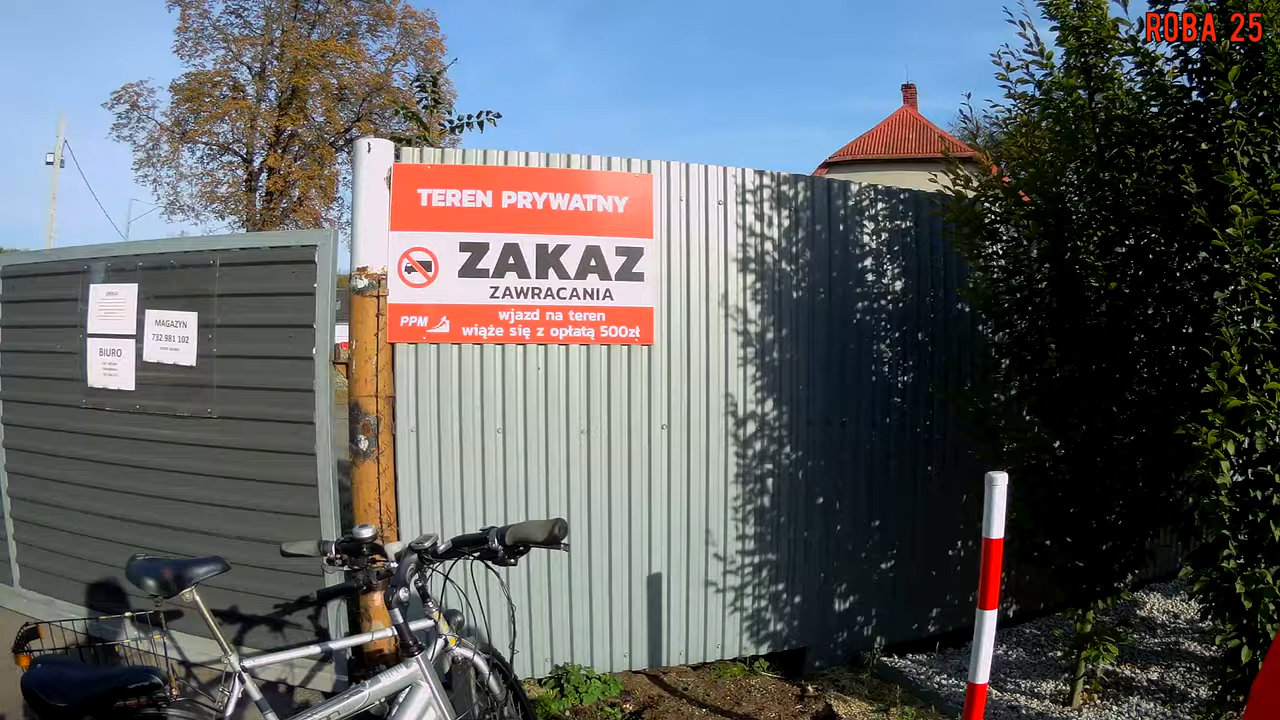 ROBA 25
TEREN PRYWATNY
ZAKAZ
ZAWRACANIA
PPM
wjazd na teren
wiąże się z opłatą 500zł
MAGAZYN
732 981 102
BIURO